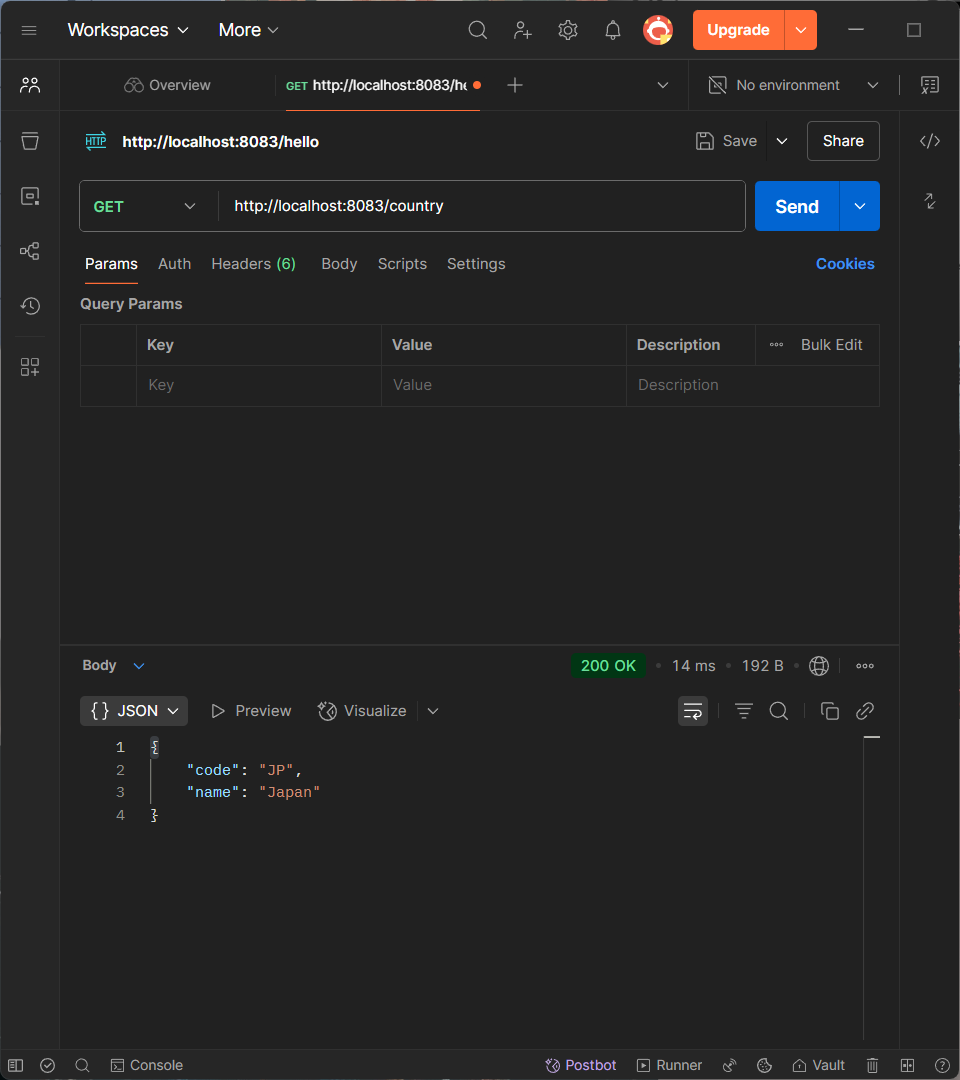 Workspaces More Upgrade
Overview GET http://localhost:8083/he No environment
HTTP http://localhost:8083/hello Save Share
GET http://localhost:8083/country Send
Params Auth Headers (6) Body Scripts Settings Cookies
Query Params
Key Value Description Bulk Edit
Key Value Description
Body 200 OK 14 ms 192 B
{ } JSON Preview Visualize
1 {
2 "code": "JP",
3 "name": "Japan"
4 }
Console Postbot Runner Vault